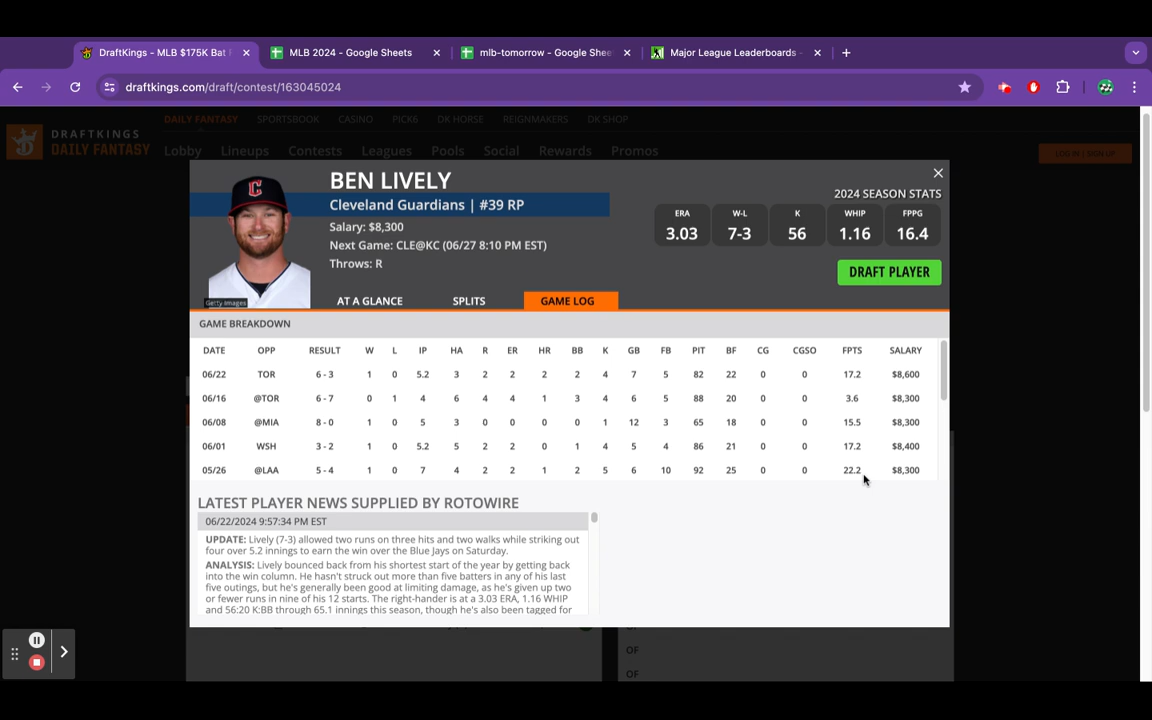 DraftKings - MLB $175K Bat
MLB 2024 - Google Sheets
mlb-tomorrow - Google Shee
Major League Leaderboards -
draftkings.com/draft/contest/163045024
DAILY FANTASY SPORTSBOOK CASINO PICK6 DK HORSE REIGNMAKERS DK SHOP
DRAFTKINGS
DAILY FANTASY
Lobby Lineups Contests Leagues Pools Social Rewards Promos
LOG IN | SIGN UP
BEN LIVELY
Cleveland Guardians | #39 RP
Salary: $8,300
Next Game: CLE@KC (06/27 8:10 PM EST)
Throws: R
2024 SEASON STATS
ERA W-L K WHIP FPPG
3.03 7-3 56 1.16 16.4
DRAFT PLAYER
Getty Images
AT A GLANCE SPLITS GAME LOG
GAME BREAKDOWN
DATE OPP RESULT W L IP HA R ER HR BB K GB FB PIT BF CG CGSO FPTS SALARY
06/22 TOR 6 - 3 1 0 5.2 3 2 2 2 2 4 7 5 82 22 0 0 17.2 $8,600
06/16 @TOR 6 - 7 0 1 4 6 4 4 1 3 4 6 5 88 20 0 0 3.6 $8,300
06/08 @MIA 8 - 0 1 0 5 3 0 0 0 0 1 12 3 65 18 0 0 15.5 $8,300
06/01 WSH 3 - 2 1 0 5.2 5 2 2 0 1 4 5 4 86 21 0 0 17.2 $8,400
05/26 @LAA 5 - 4 1 0 7 4 2 2 1 2 5 6 10 92 25 0 0 22.2 $8,300
LATEST PLAYER NEWS SUPPLIED BY ROTOWIRE
06/22/2024 9:57:34 PM EST
UPDATE: Lively (7-3) allowed two runs on three hits and two walks while striking out
four over 5.2 innings to earn the win over the Blue Jays on Saturday.
ANALYSIS: Lively bounced back from his shortest start of the year by getting back
into the win column. He hasn't struck out more than five batters in any of his last
five outings, but he's generally been good at limiting damage, as he's given up two
or fewer runs in nine of his 12 starts. The right-hander is at a 3.03 ERA, 1.16 WHIP
and 56:20 K:BB through 65.1 innings this season, though he's also been tagged for
OF
OF
OF